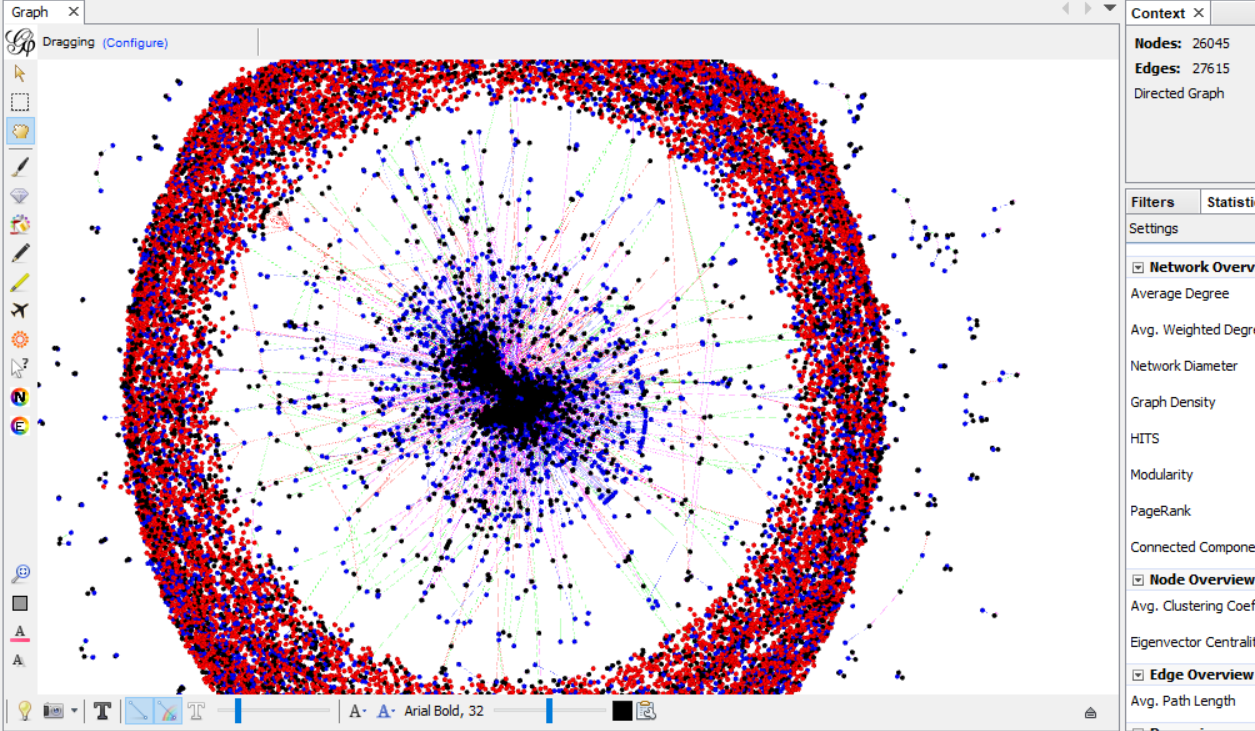 Graph
Dragging (Configure)
Context
Nodes: 26045
Edges: 27615
Directed Graph
Filters Statisti
Settings
Network Overv
Average Degree
Avg. Weighted Degre
Network Diameter
Graph Density
HITS
Modularity
PageRank
Connected Compone
Node Overview
Avg. Clustering Coef
Eigenvector Centralit
Edge Overview
Avg. Path Length
T T A- A- Arial Bold, 32